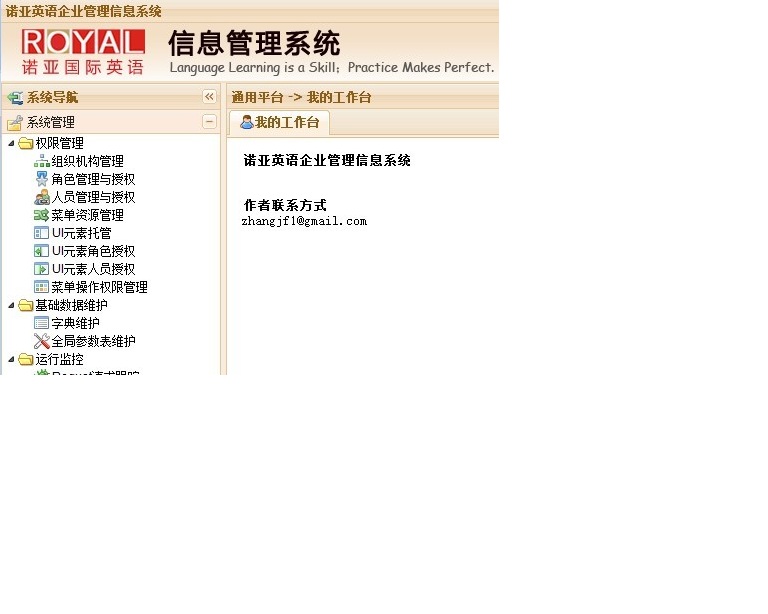 诺亚英语企业管理信息系统
ROYAL
诺亚国际英语
信息管理系统
Language Learning is a Skill; Practice Makes Perfect.
系统导航
系统管理
权限管理
组织机构管理
角色管理与授权
人员管理与授权
菜单资源管理
UI元素托管
UI元素角色授权
UI元素人员授权
菜单操作权限管理
基础数据维护
字典维护
全局参数表维护
运行监控
通用平台 -> 我的工作台
我的工作台
诺亚英语企业管理信息系统
作者联系方式
zhangjf1@gmail.com